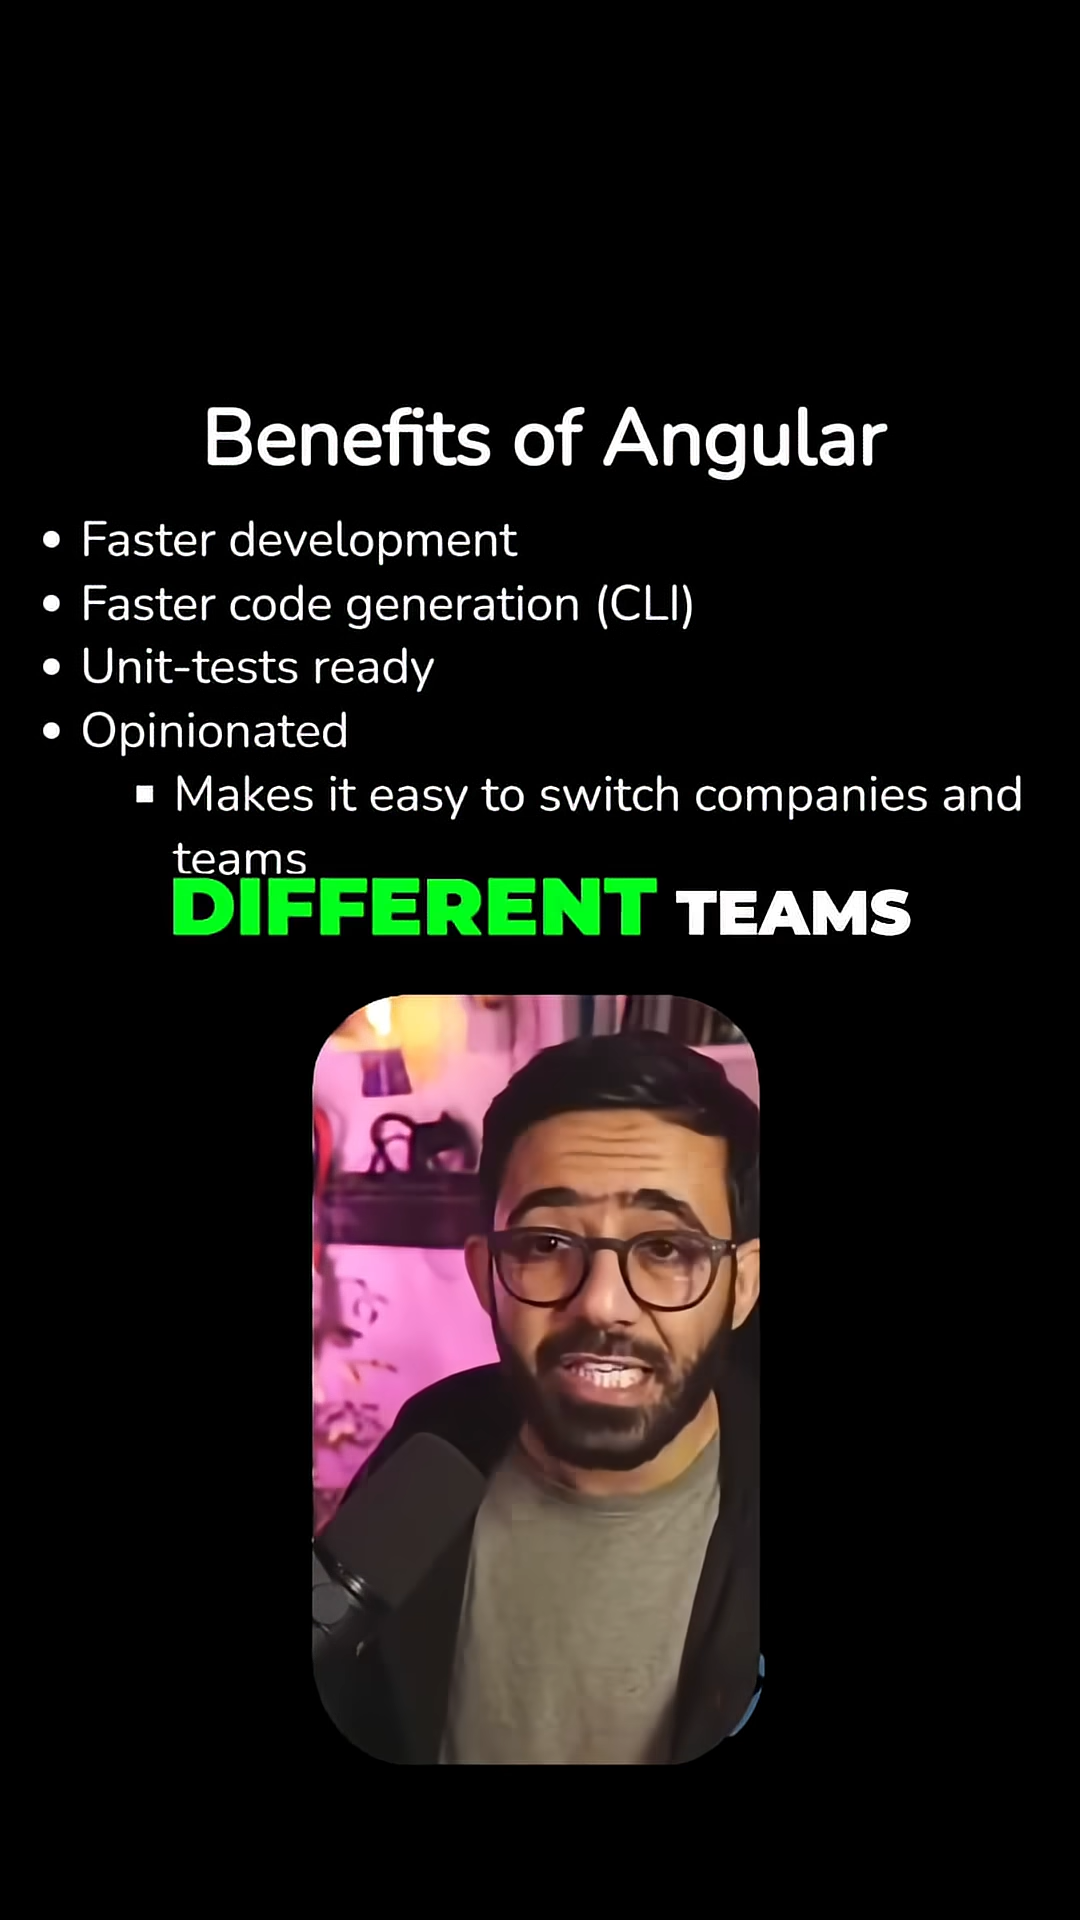 Benefits of Angular
• Faster development
• Faster code generation (CLI)
• Unit-tests ready
• Opinionated
▪ Makes it easy to switch companies and
teams
DIFFERENT TEAMS